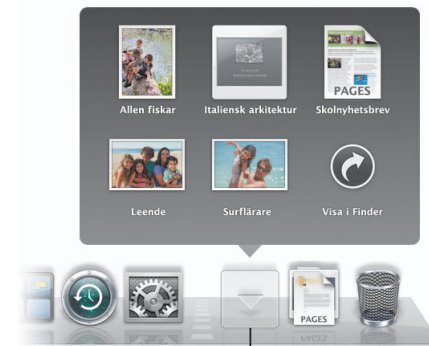 PAGES
Allen fiskar
Italiensk arkitektur
Skolnyhetsbrev
Leende
Surflärare
Visa i Finder
PAGES